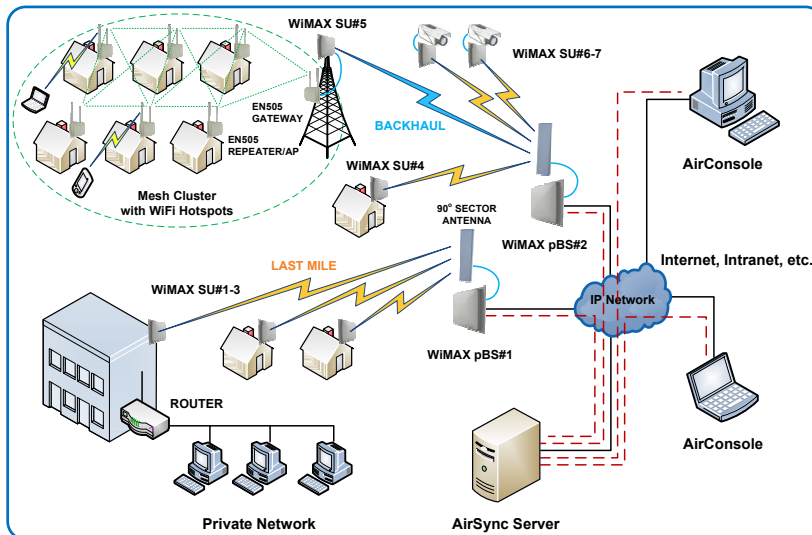 WiMAX SU#5
WiMAX SU#6-7
EN505
GATEWAY
BACKHAUL
EN505
REPEATER/AP
AirConsole
Mesh Cluster
with WiFi Hotspots
WiMAX SU#4
90° SECTOR
ANTENNA
WiMAX pBS#2
Internet, Intranet, etc.
LAST MILE
WiMAX SU#1-3
IP Network
WiMAX pBS#1
ROUTER
AirConsole
Private Network
AirSync Server